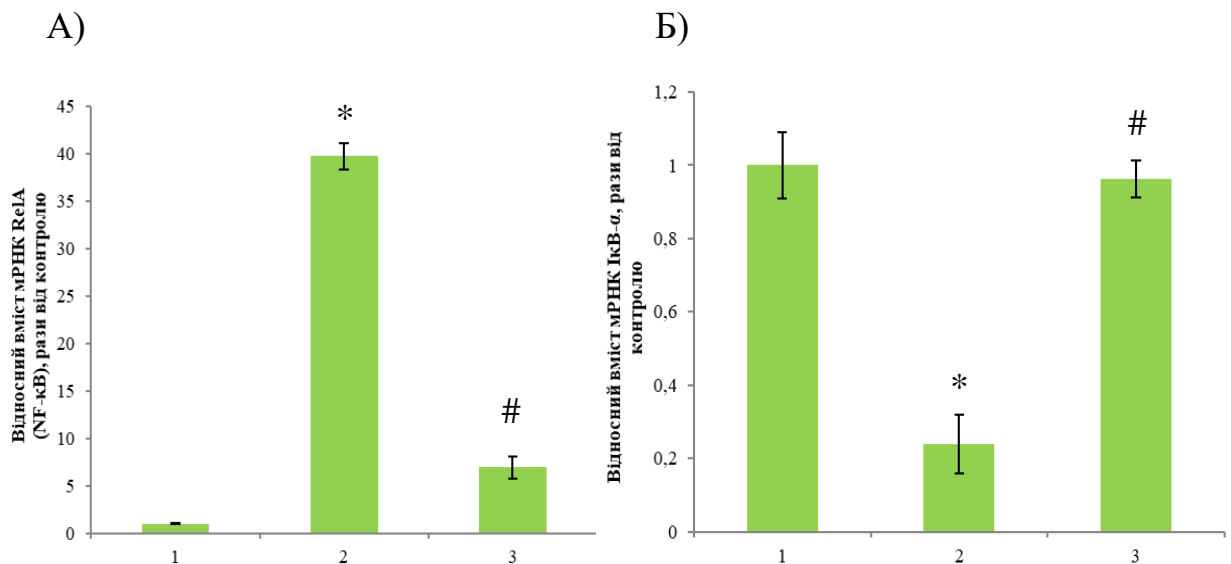 А)
Відносний вміст мРНК RelA
(NF-κB), рази від контролю
45
40
35
30
25
20
15
10
5
0
*
#
1 2 3
Б)
Відносний вміст мРНК IκB-α, рази від
контролю
1,2
1
0,8
0,6
0,4
0,2
0
*
#
1 2 3